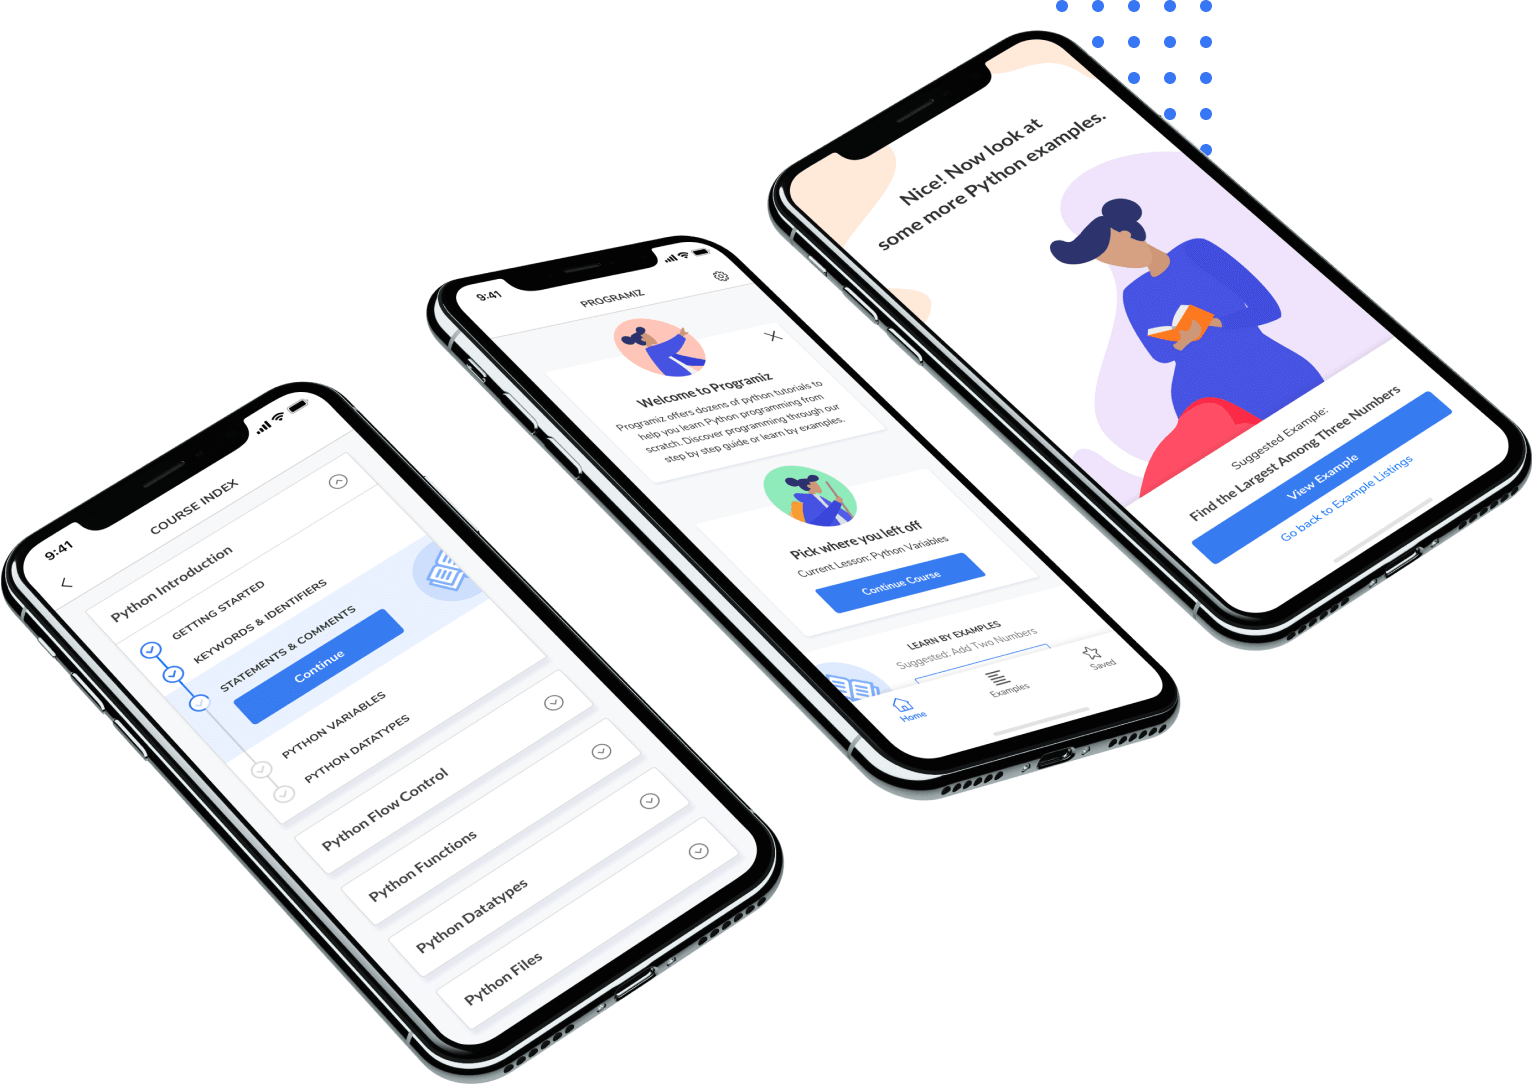 9:41
COURSE INDEX
Python Introduction
GETTING STARTED
KEYWORDS & IDENTIFIERS
STATEMENTS & COMMENTS
Continue
PYTHON VARIABLES
PYTHON DATATYPES
Python Flow Control
Python Functions
Python Datatypes
Python Files
9:41
PROGRAMIZ
Welcome to Programiz
Programiz offers dozens of python tutorials to
help you learn Python programming from
scratch. Discover programming through our
step by step guide or learn by examples.
Pick where you left off
Current Lesson: Python Variables
Continue Course
LEARN BY EXAMPLES
Suggested: Add Two Numbers
Home
Examples
Saved
Nice! Now look at
some more Python examples.
Suggested Example:
Find the Largest Among Three Numbers
View Example
Go back to Example Listings